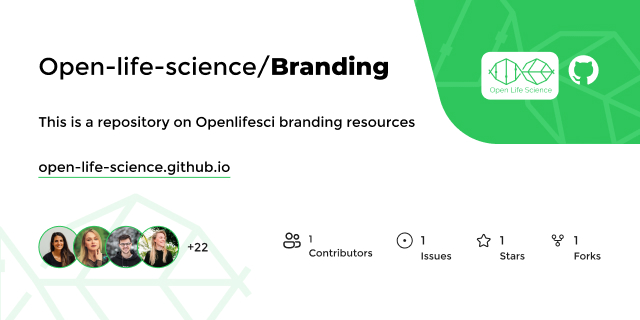 Open-life-science/Branding
Open Life Science
This is a repository on Openlifesci branding resources
open-life-science.github.io
+22
1
Contributors
1
Issues
1
Stars
1
Forks